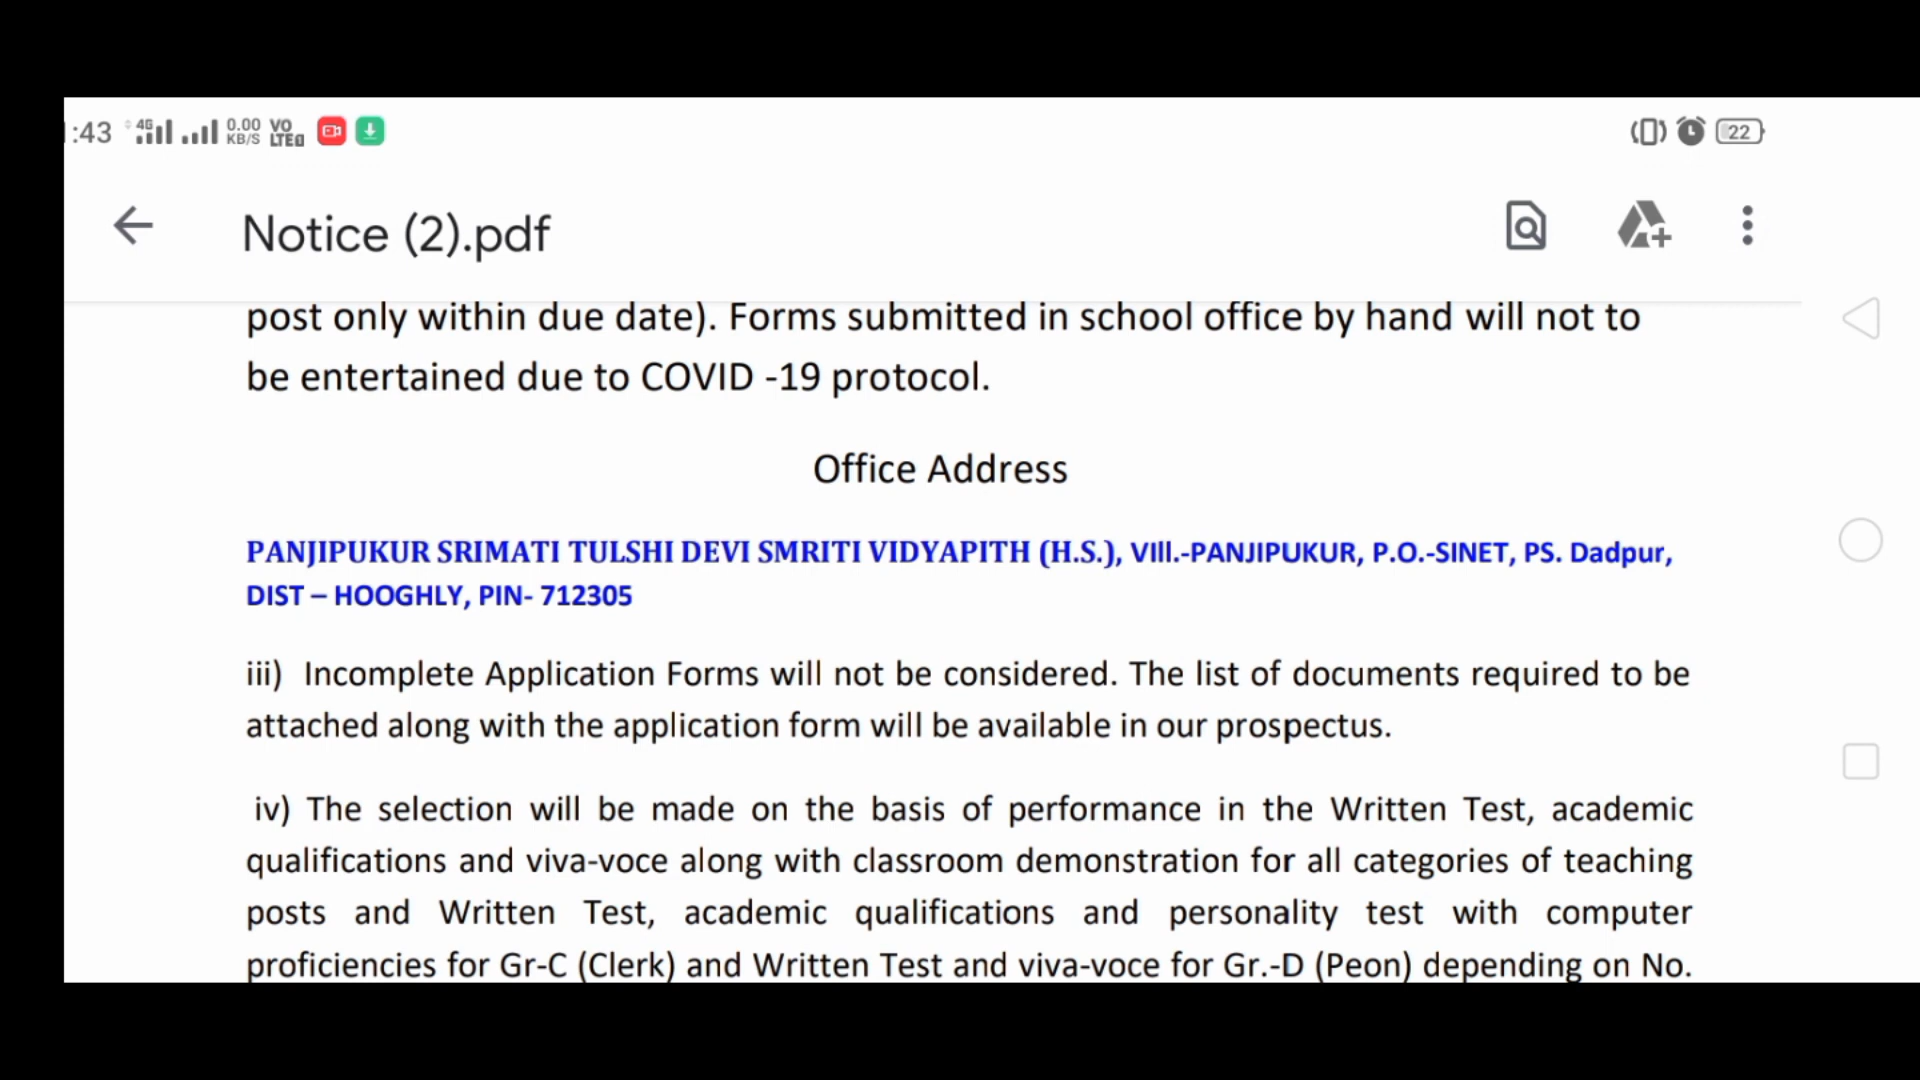 :43 4G 0.00 KB/S VO LTE 22
Notice (2).pdf
post only within due date). Forms submitted in school office by hand will not to
be entertained due to COVID -19 protocol.
Office Address
PANJIPUKUR SRIMATI TULSHI DEVI SMRITI VIDYAPITH (H.S.), VIll.-PANJIPUKUR, P.O.-SINET, PS. Dadpur,
DIST – HOOGHLY, PIN- 712305
iii) Incomplete Application Forms will not be considered. The list of documents required to be
attached along with the application form will be available in our prospectus.
iv) The selection will be made on the basis of performance in the Written Test, academic
qualifications and viva-voce along with classroom demonstration for all categories of teaching
posts and Written Test, academic qualifications and personality test with computer
proficiencies for Gr-C (Clerk) and Written Test and viva-voce for Gr.-D (Peon) depending on No.